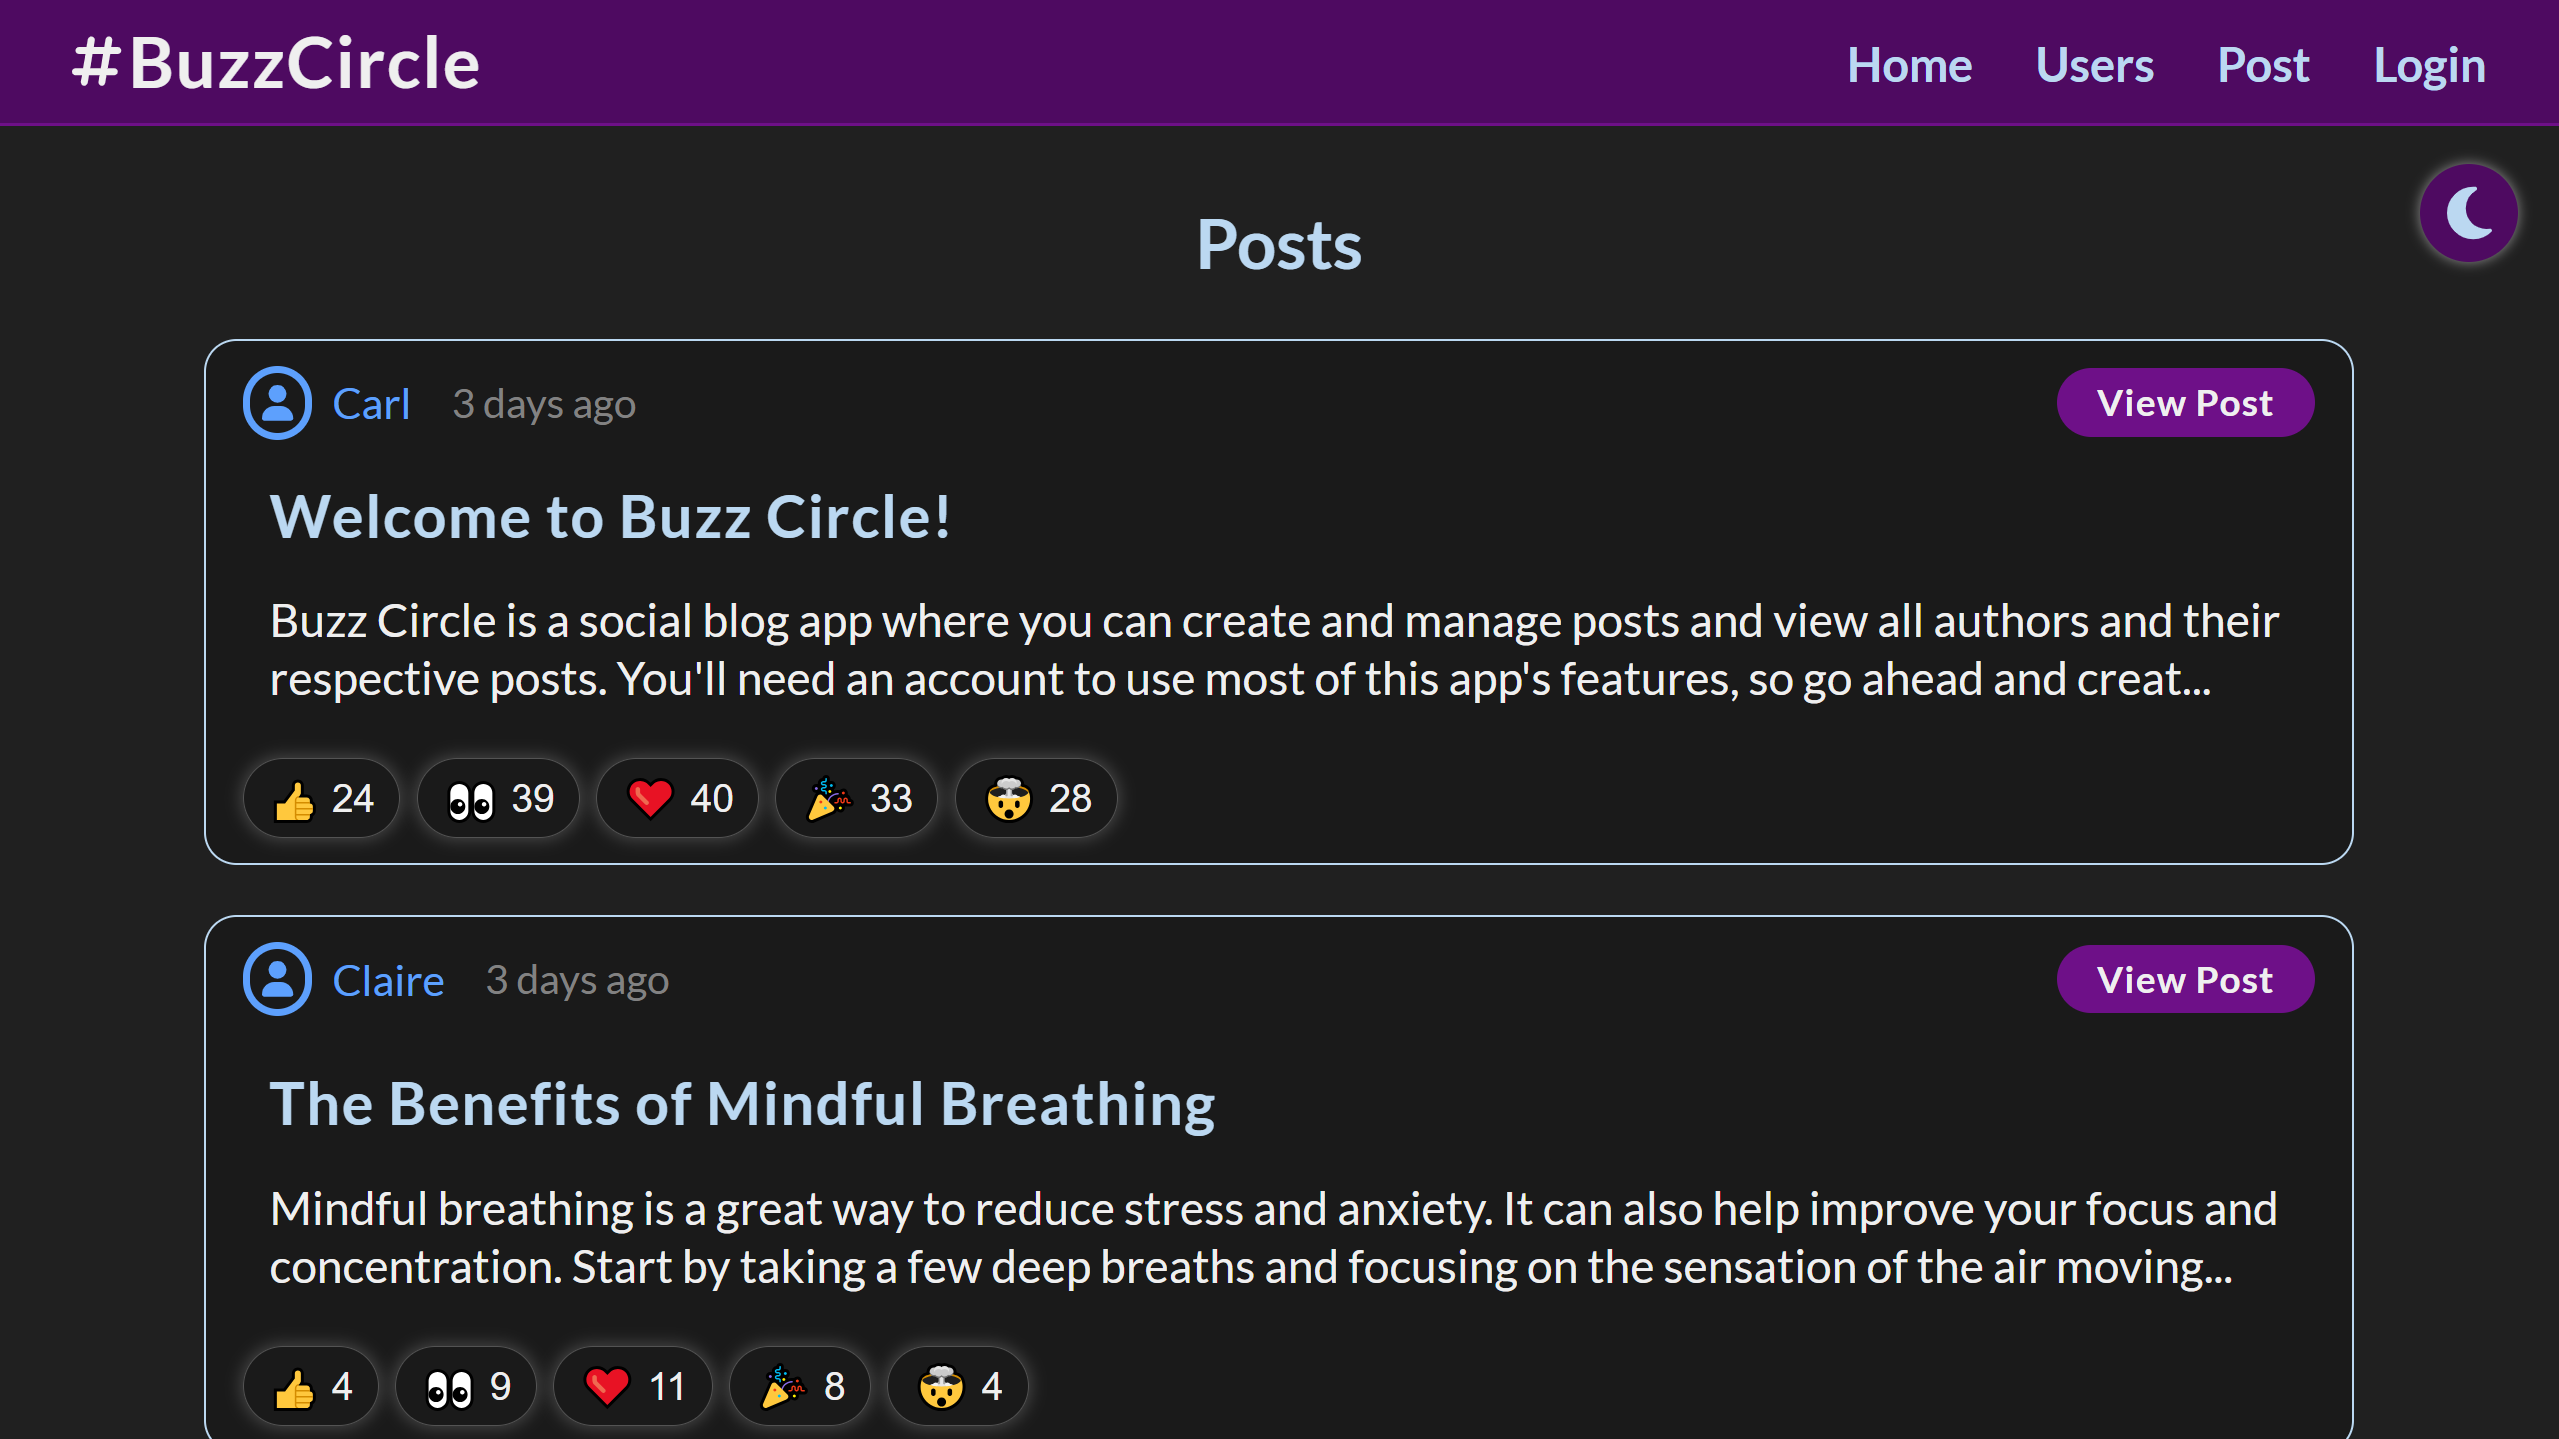 #BuzzCircle
Home Users Post Login
Posts
Carl 3 days ago View Post
Welcome to Buzz Circle!
Buzz Circle is a social blog app where you can create and manage posts and view all authors and their
respective posts. You'll need an account to use most of this app's features, so go ahead and creat...
24 39 40 33 28
Claire 3 days ago View Post
The Benefits of Mindful Breathing
Mindful breathing is a great way to reduce stress and anxiety. It can also help improve your focus and
concentration. Start by taking a few deep breaths and focusing on the sensation of the air moving...
4 9 11 8 4